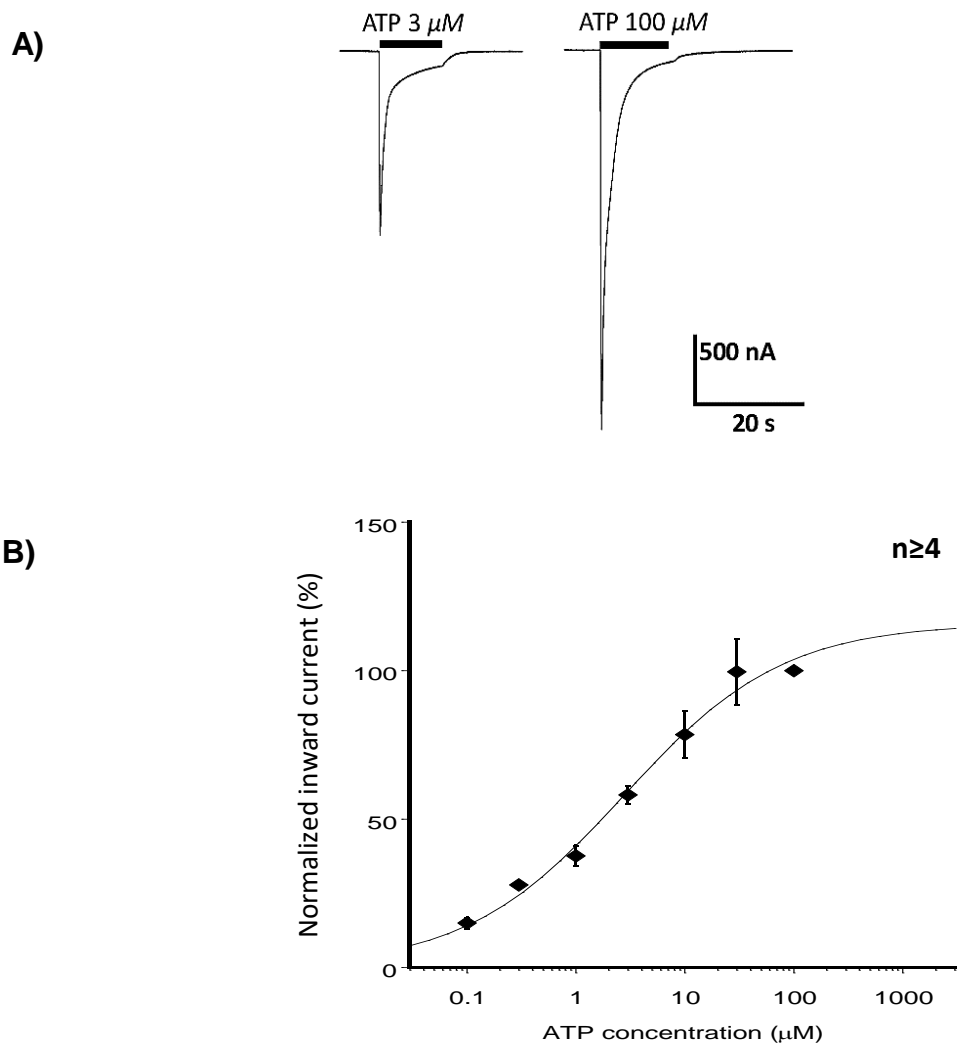 A)
ATP 3 μM
ATP 100 μM
500 nA
20 s
B)
n≥4
Normalized inward current (%)
150
100
50
0
0.1 1 10 100 1000
ATP concentration (μM)